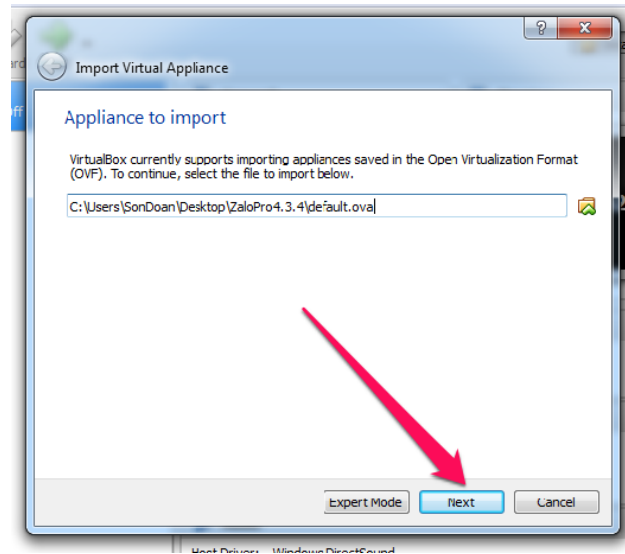 Import Virtual Appliance
Appliance to import
VirtualBox currently supports importing appliances saved in the Open Virtualization Format
(OVF). To continue, select the file to import below.
C:\Users\SonDoan\Desktop\ZaloPro4.3.4\default.ova
Expert Mode Next Cancel
Host Driver: Windows DirectSound